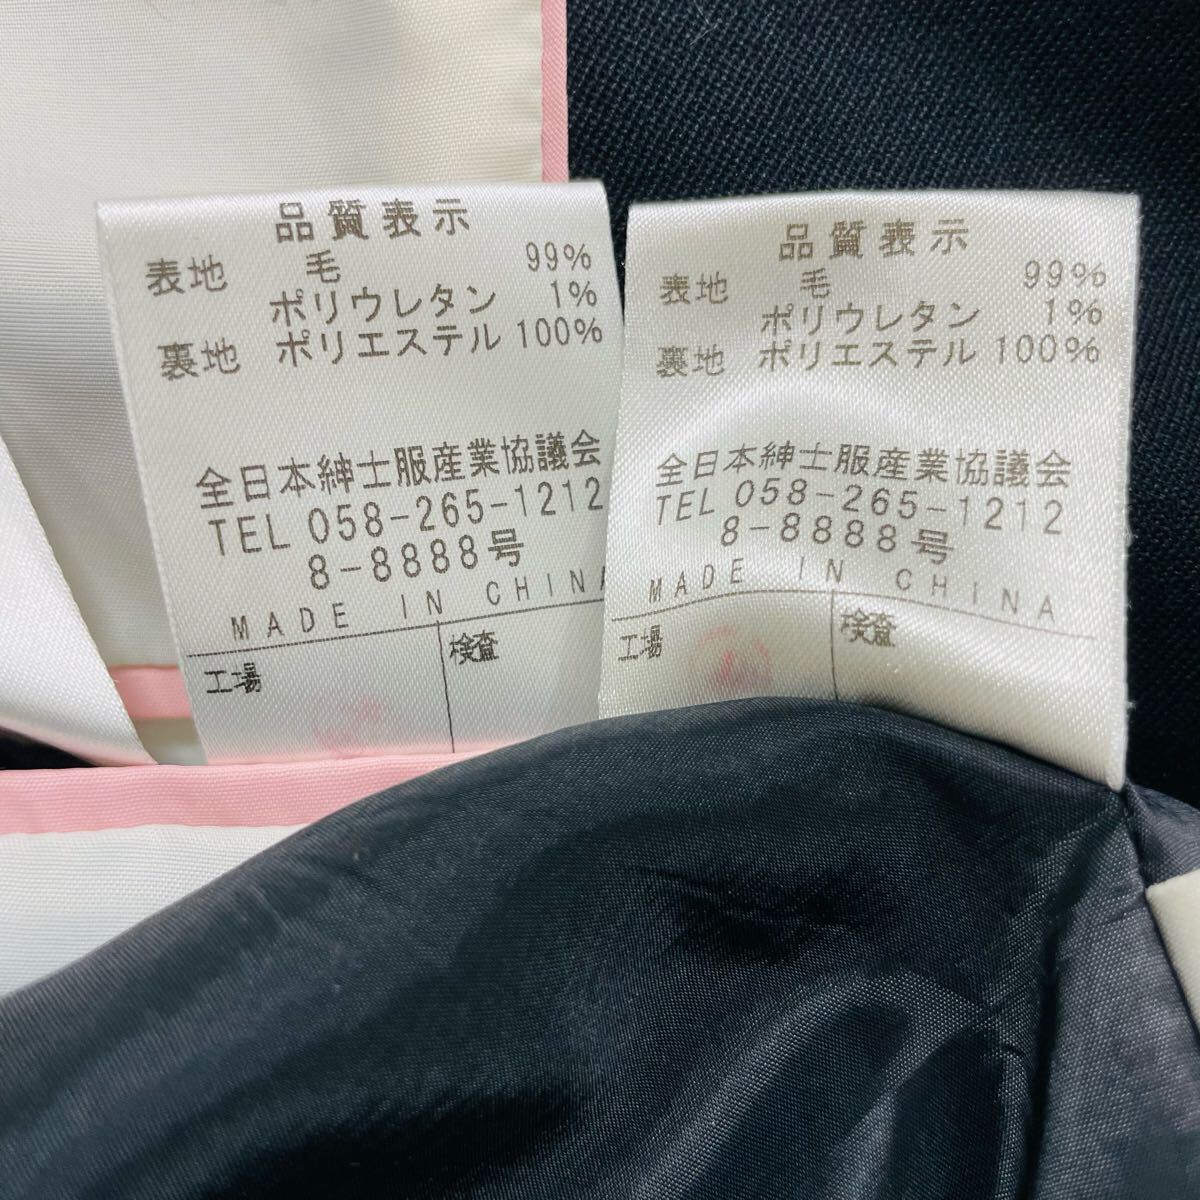 品質表示
表地 毛 99%
ポリウレタン 1%
裏地 ポリエステル 100%
全日本紳士服産業協議会
TEL 058-265-1212
8-8888号
MADE IN CHINA
工場 検査
品質表示
表地 毛 99%
ポリウレタン 1%
裏地 ポリエステル 100%
全日本紳士服産業協議会
TEL 058-265-1212
8-8888号
MADE IN CHINA
工場 検査